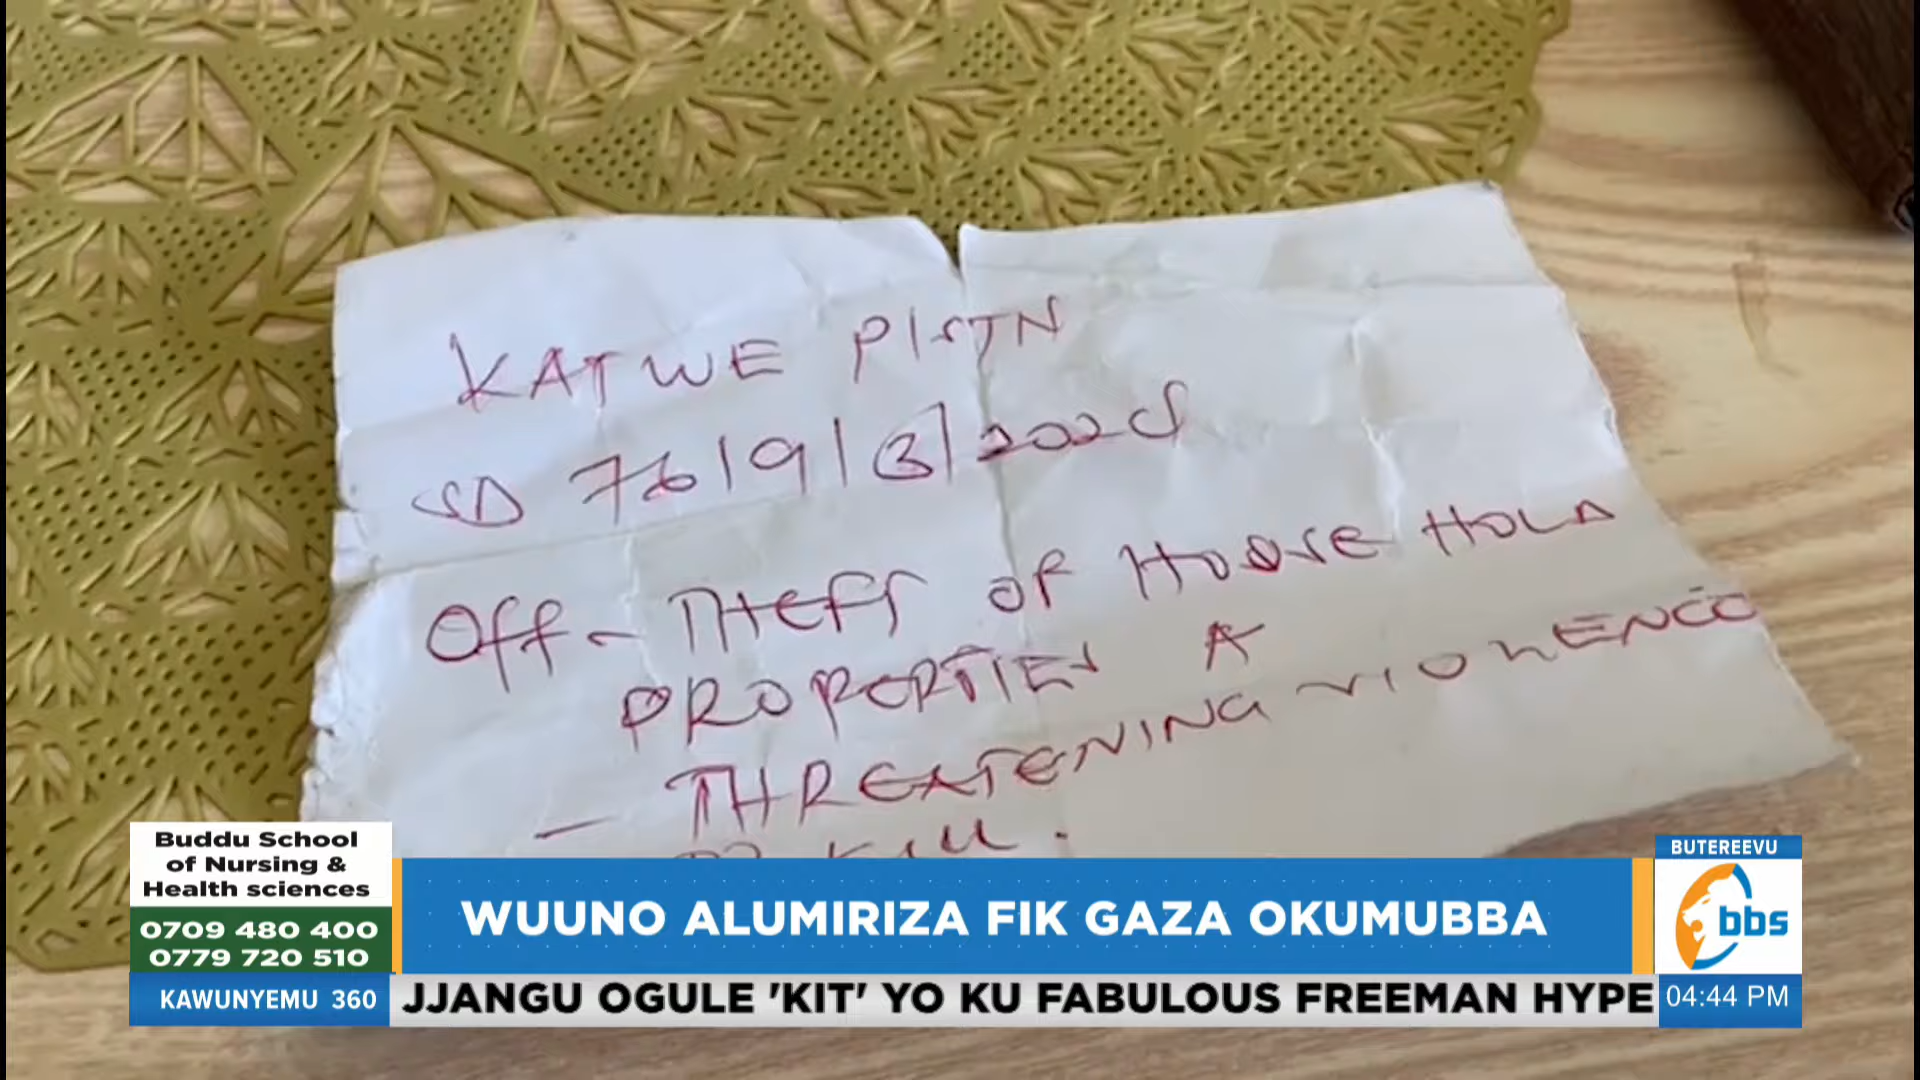 KATWE P/STN
SD 76/9/3/2025
Off - THEFT OF HOUSE HOLD
PROPERTIES &
- THREATENING VIOLENCE
KILL.
Buddu School
of Nursing &
Health sciences
0709 480 400
0779 720 510
BUTEREEVU
bbs
WUUNO ALUMIRIZA FIK GAZA OKUMUBBA
KAWUNYEMU 360
JJANGU OGULE 'KIT' YO KU FABULOUS FREEMAN HYPE
04:44 PM